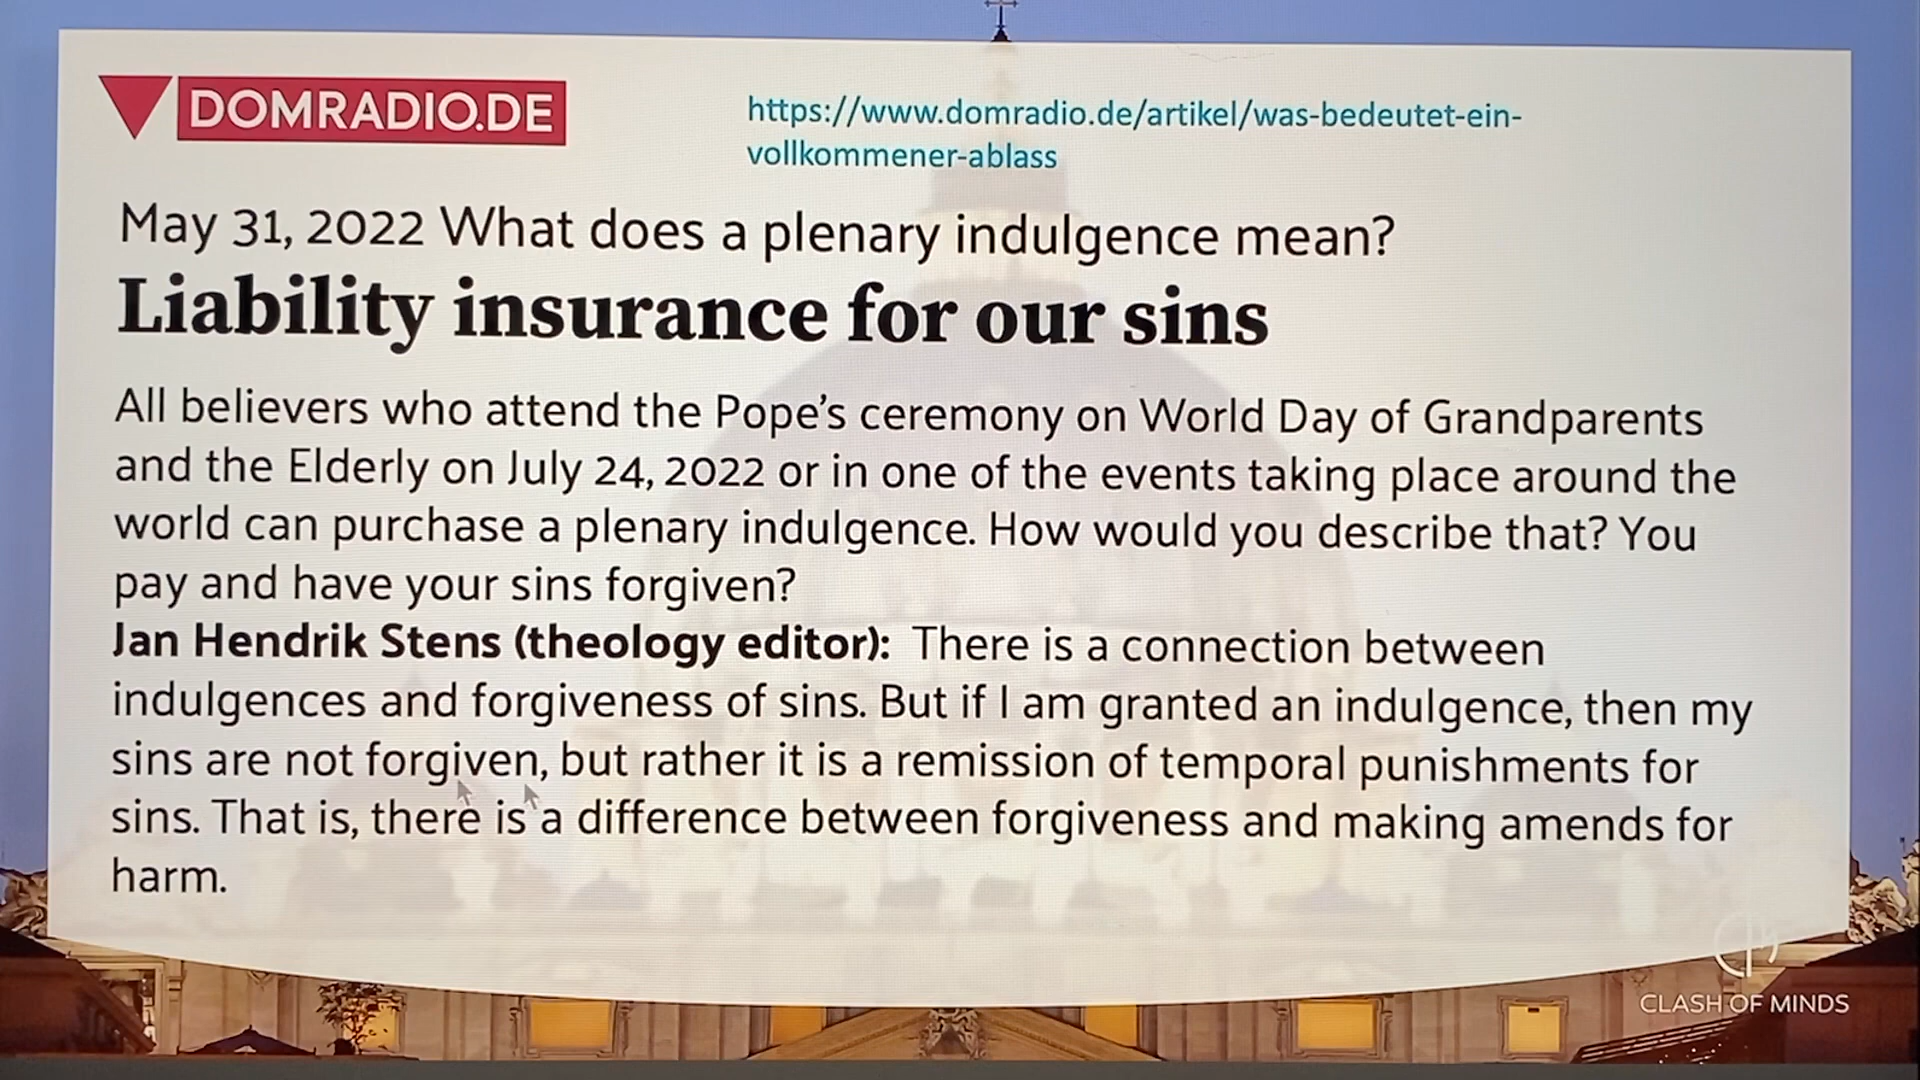 DOMRADIO.DE
https://www.domradio.de/artikel/was-bedeutet-ein-
vollkommener-ablass
May 31, 2022 What does a plenary indulgence mean?
Liability insurance for our sins
All believers who attend the Pope's ceremony on World Day of Grandparents
and the Elderly on July 24, 2022 or in one of the events taking place around the
world can purchase a plenary indulgence. How would you describe that? You
pay and have your sins forgiven?
Jan Hendrik Stens (theology editor): There is a connection between
indulgences and forgiveness of sins. But if I am granted an indulgence, then my
sins are not forgiven, but rather it is a remission of temporal punishments for
sins. That is, there is a difference between forgiveness and making amends for
harm.
CLASH OF MINDS